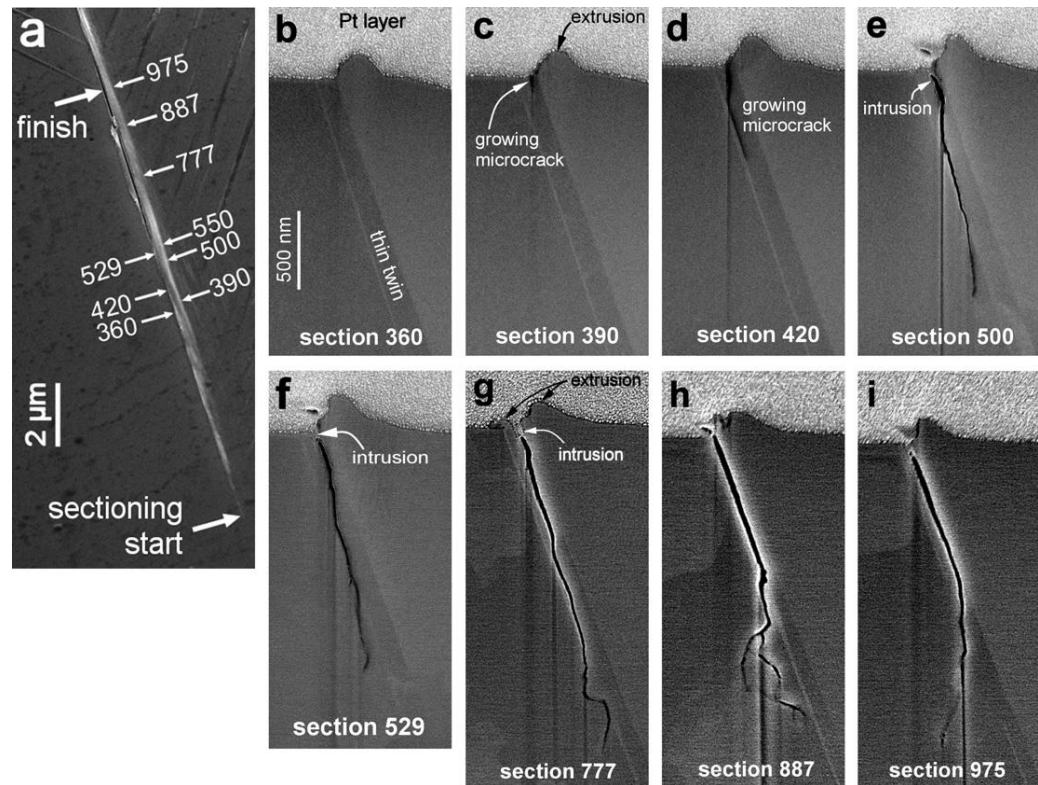 a
975
finish
887
777
550
500
529
390
420
360
2 µm
sectioning
start
b
Pt layer
500 nm
thin twin
section 360
c
extrusion
growing
microcrack
section 390
d
growing
microcrack
section 420
e
intrusion
section 500
f
intrusion
section 529
g
extrusion
intrusion
section 777
h
section 887
i
section 975